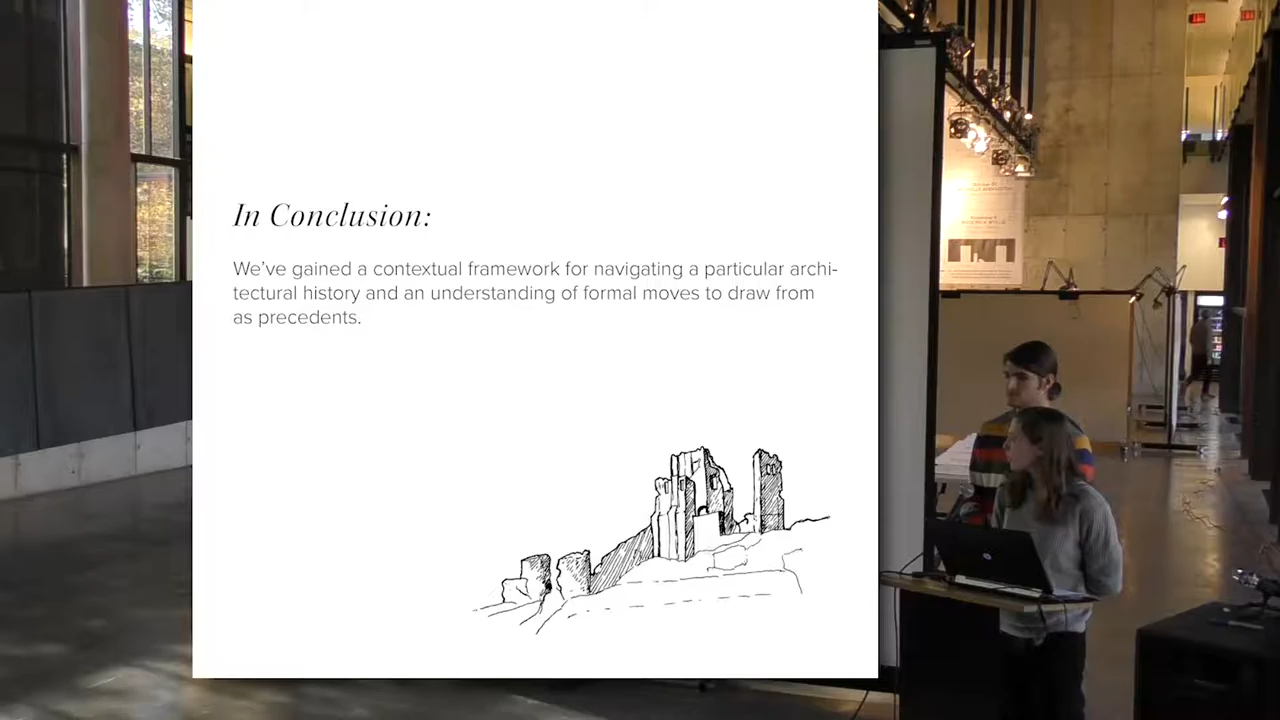 In Conclusion:
We've gained a contextual framework for navigating a particular archi-
tectural history and an understanding of formal moves to draw from
as precedents.